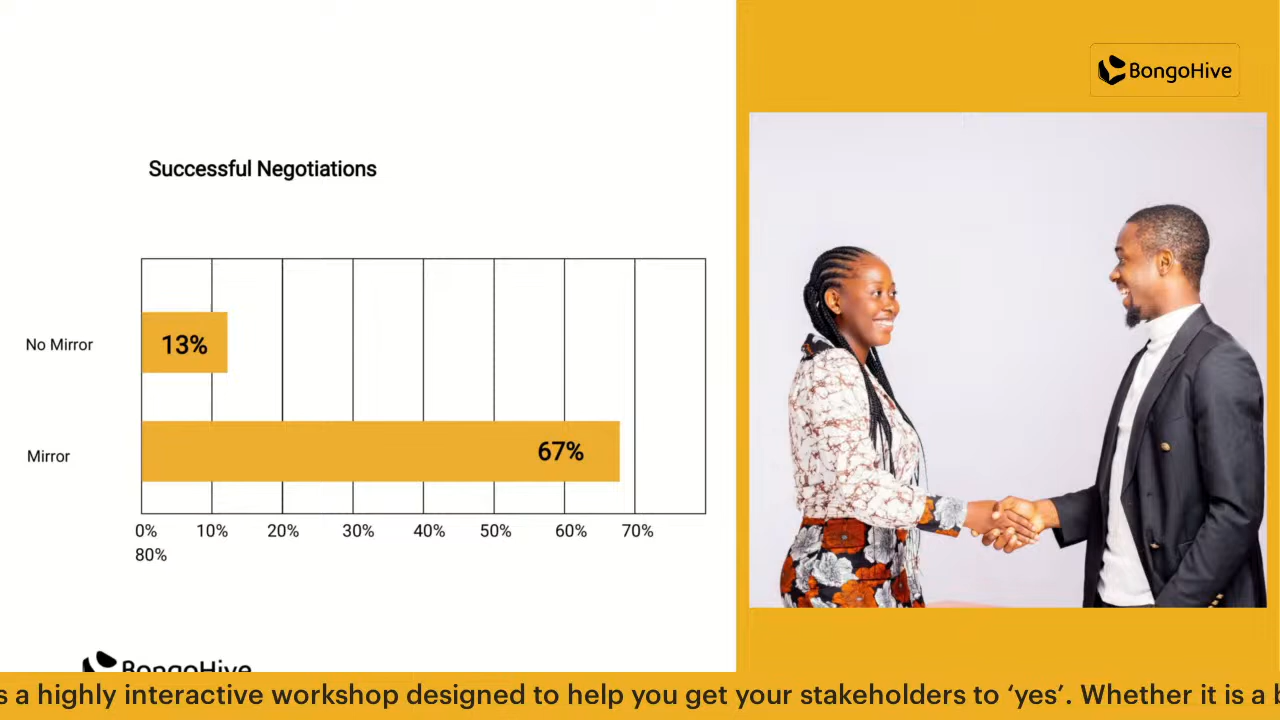 BongoHive
Successful Negotiations
No Mirror
13%
Mirror
67%
0% 10% 20% 30% 40% 50% 60% 70%
80%
BongoHive
s a highly interactive workshop designed to help you get your stakeholders to ‘yes’. Whether it is a b